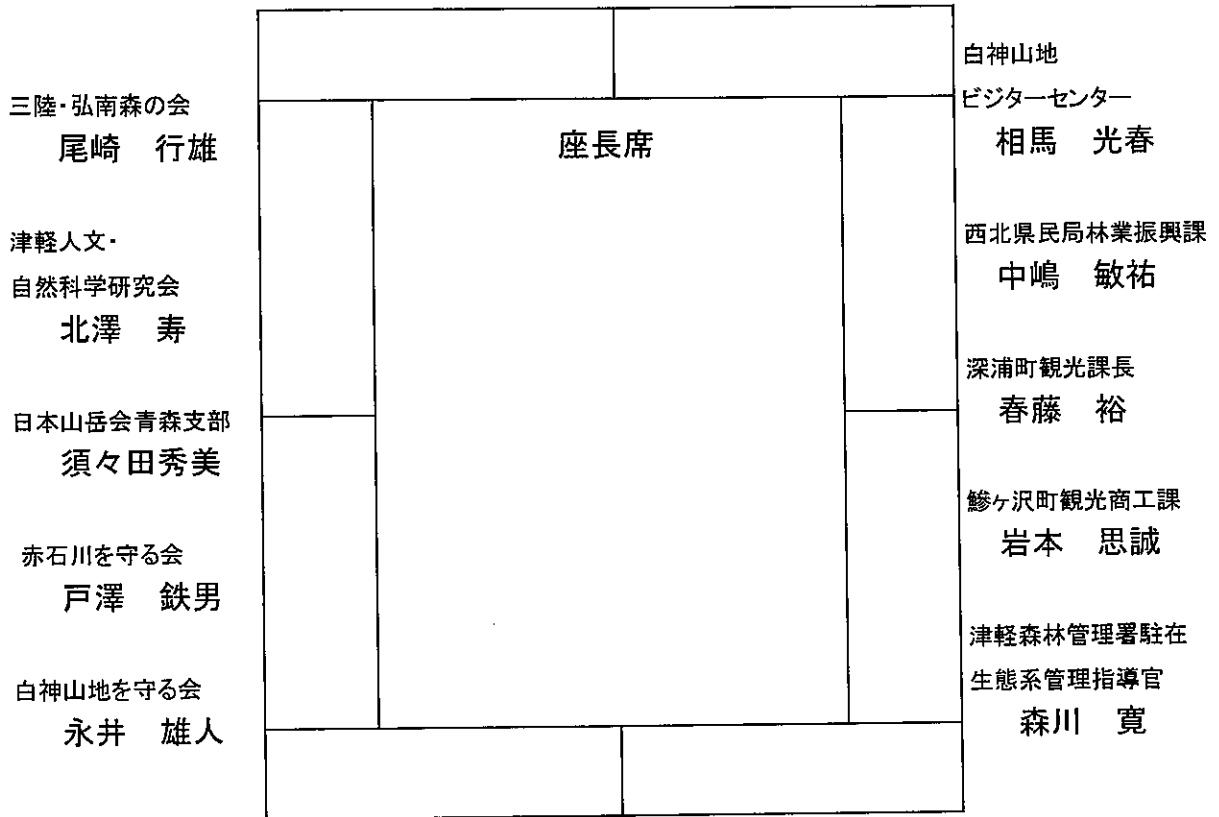 三陸・弘南森の会
尾崎　行雄
津軽人文・
自然科学研究会
北澤　寿
日本山岳会青森支部
須々田秀美
赤石川を守る会
戸澤　鉄男
白神山地を守る会
永井　雄人
座長席
白神山地
ビジターセンター
相馬　光春
西北県民局林業振興課
中嶋　敏祐
深浦町観光課長
春藤　裕
鰺ヶ沢町観光商工課
岩本　思誠
津軽森林管理署駐在
生態系管理指導官
森川　寛